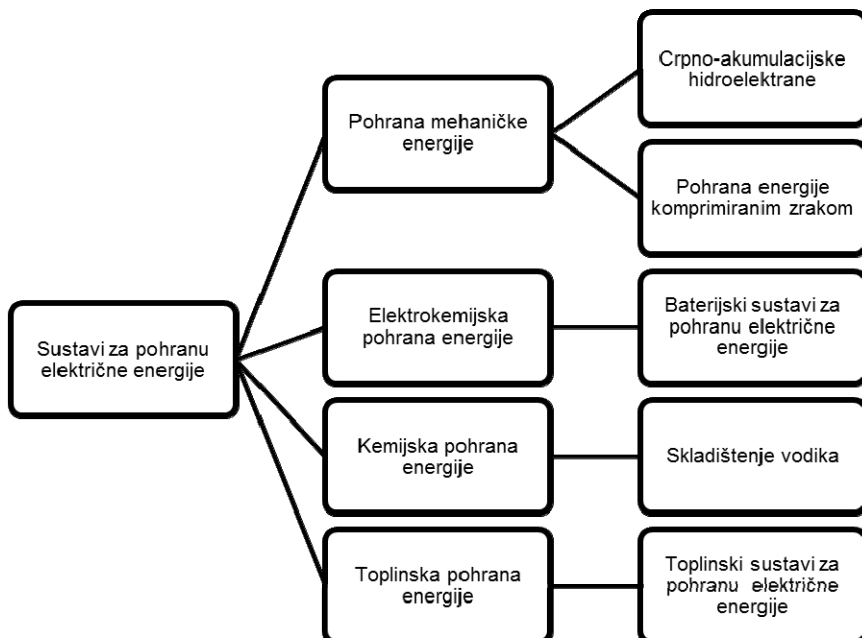 Sustavi za pohranu
električne energije
Pohrana mehaničke
energije
Crpno-akumulacijske
hidroelektrane
Pohrana energije
komprimiranim zrakom
Elektrokemijska
pohrana energije
Baterijski sustavi za
pohranu električne
energije
Kemijska pohrana
energije
Skladištenje vodika
Toplinska pohrana
energije
Toplinski sustavi za
pohranu električne
energije